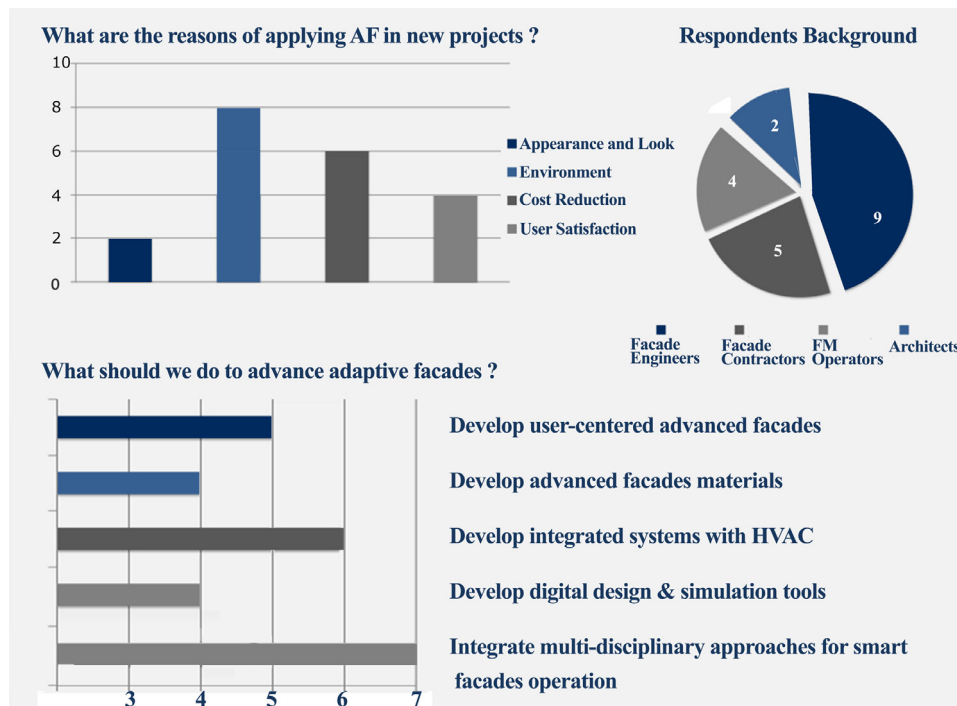 What are the reasons of applying AF in new projects ?
10
8
6
4
2
0
Appearance and Look
Environment
Cost Reduction
User Satisfaction
Respondents Background
2
4
5
9
Facade
Engineers
Facade
Contractors
FM
Operators
Architects
What should we do to advance adaptive facades ?
Develop user-centered advanced facades
Develop advanced facades materials
Develop integrated systems with HVAC
Develop digital design & simulation tools
Integrate multi-disciplinary approaches for smart
facades operation
3 4 5 6 7